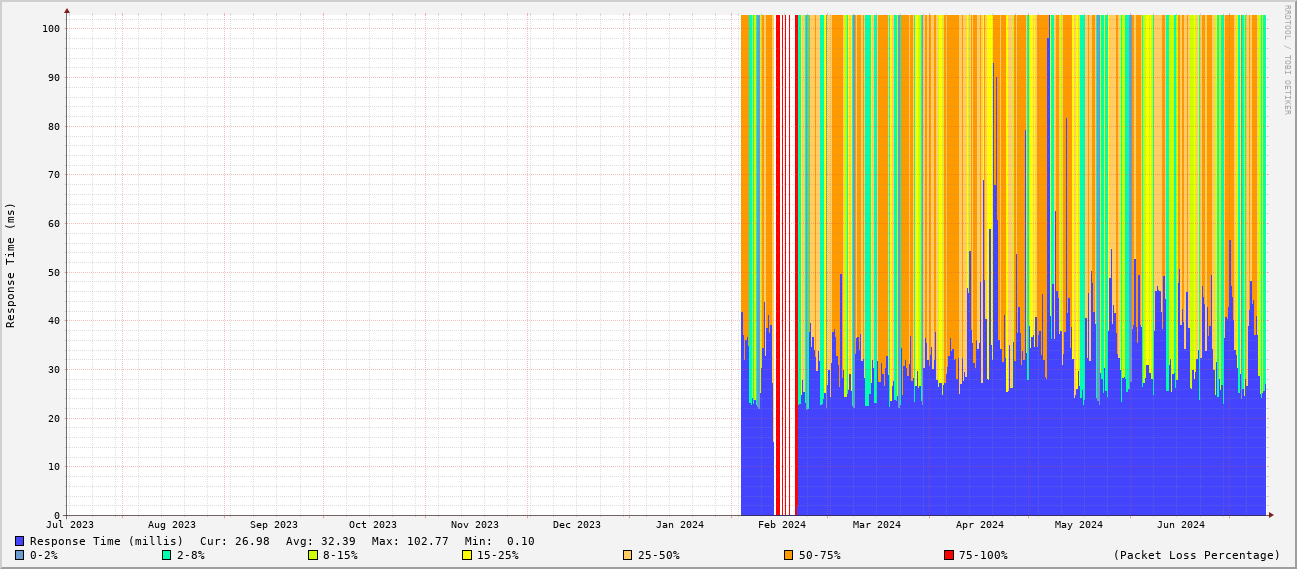 RRDTOOL / TOBI OETIKER
Response Time (ms)
100
90
80
70
60
50
40
30
20
10
0
Jul 2023 Aug 2023 Sep 2023 Oct 2023 Nov 2023 Dec 2023 Jan 2024 Feb 2024 Mar 2024 Apr 2024 May 2024 Jun 2024
Response Time (millis) Cur: 26.98 Avg: 32.39 Max: 102.77 Min: 0.10
0-2% 2-8% 8-15% 15-25% 25-50% 50-75% 75-100% (Packet Loss Percentage)